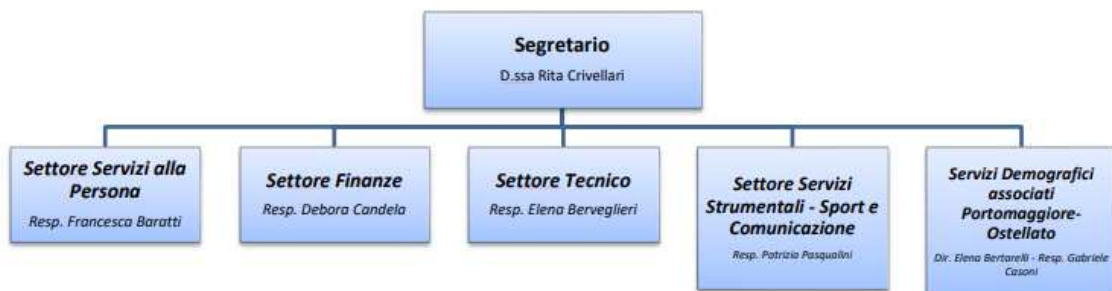 Segretario
D.ssa Rita Crivellari
Settore Servizi alla
Persona
Resp. Francesca Baratti
Settore Finanze
Resp. Debora Candela
Settore Tecnico
Resp. Elena Berveglieri
Settore Servizi
Strumentali - Sport e
Comunicazione
Resp. Patrizia Pasqualini
Servizi Demografici
associati
Portomaggiore-
Ostellato
Dir. Elena Bertarelli - Resp. Gabriele
Casoni